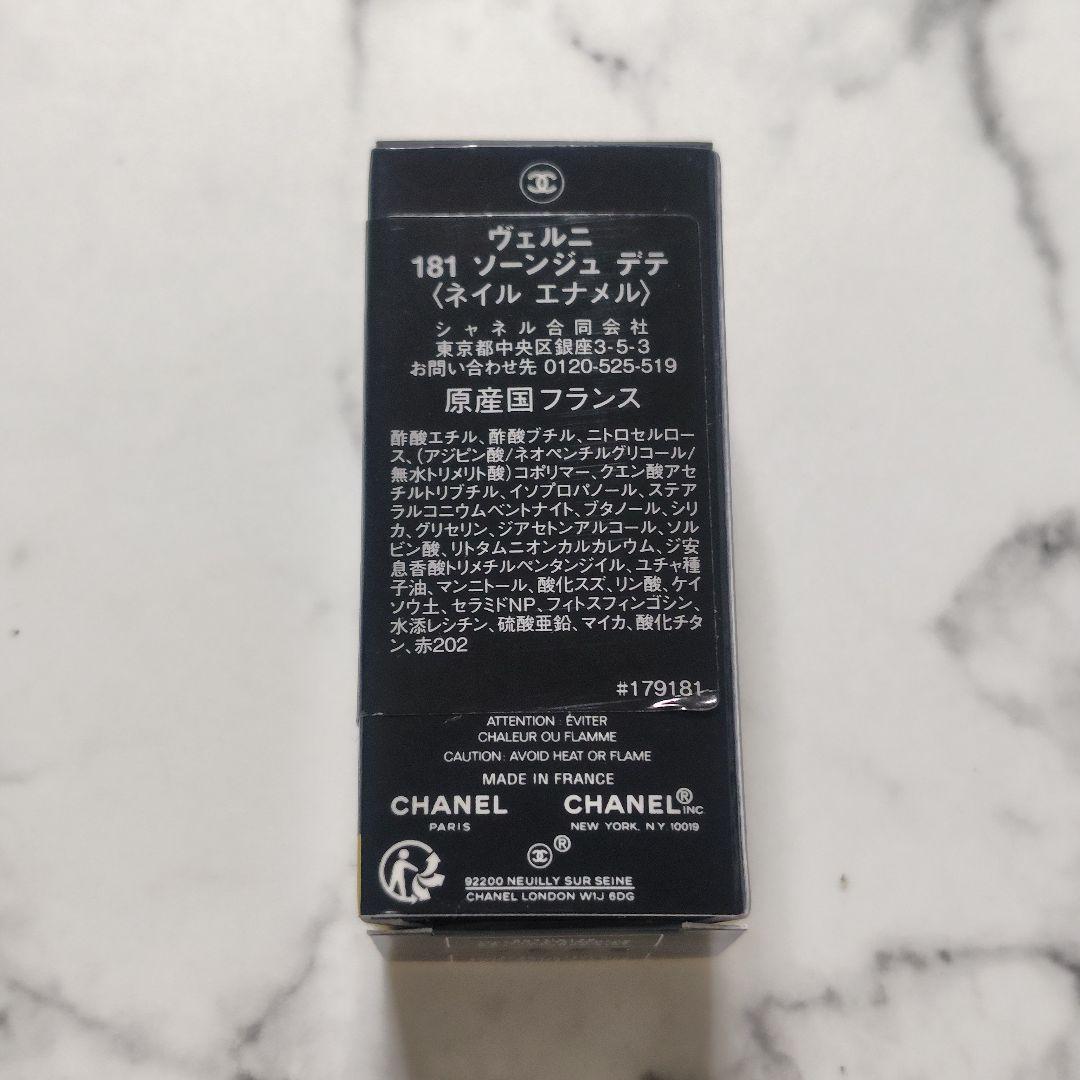 ヴェルニ
181 ソーンジュ デテ
〈ネイル エナメル〉
シャネル合同会社
東京都中央区銀座3-5-3
お問い合わせ先 0120-525-519
原産国フランス
酢酸エチル、酢酸ブチル、ニトロセルロー
ス、(アジピン酸/ネオペンチルグリコール/
無水トリメリト酸)コポリマー、クエン酸アセ
チルトリブチル、イソプロパノール、ステア
ラルコニウムベントナイト、ブタノール、シリ
カ、グリセリン、ジアセトンアルコール、ソル
ビン酸、リトタムニオンカルカレウム、ジ安
息香酸トリメチルペンタンジイル、ユチャ種
子油、マンニトール、酸化スズ、リン酸、ケイ
ソウ土、セラミドNP、フィトスフィンゴシン、
水添レシチン、硫酸亜鉛、マイカ、酸化チタ
ン、赤202
#179181
ATTENTION : ÉVITER
CHALEUR OU FLAMME
CAUTION: AVOID HEAT OR FLAME
MADE IN FRANCE
CHANEL CHANEL® INC
PARIS NEW YORK, N.Y 10019
®
92200 NEUILLY SUR SEINE
CHANEL LONDON W1J 6DG